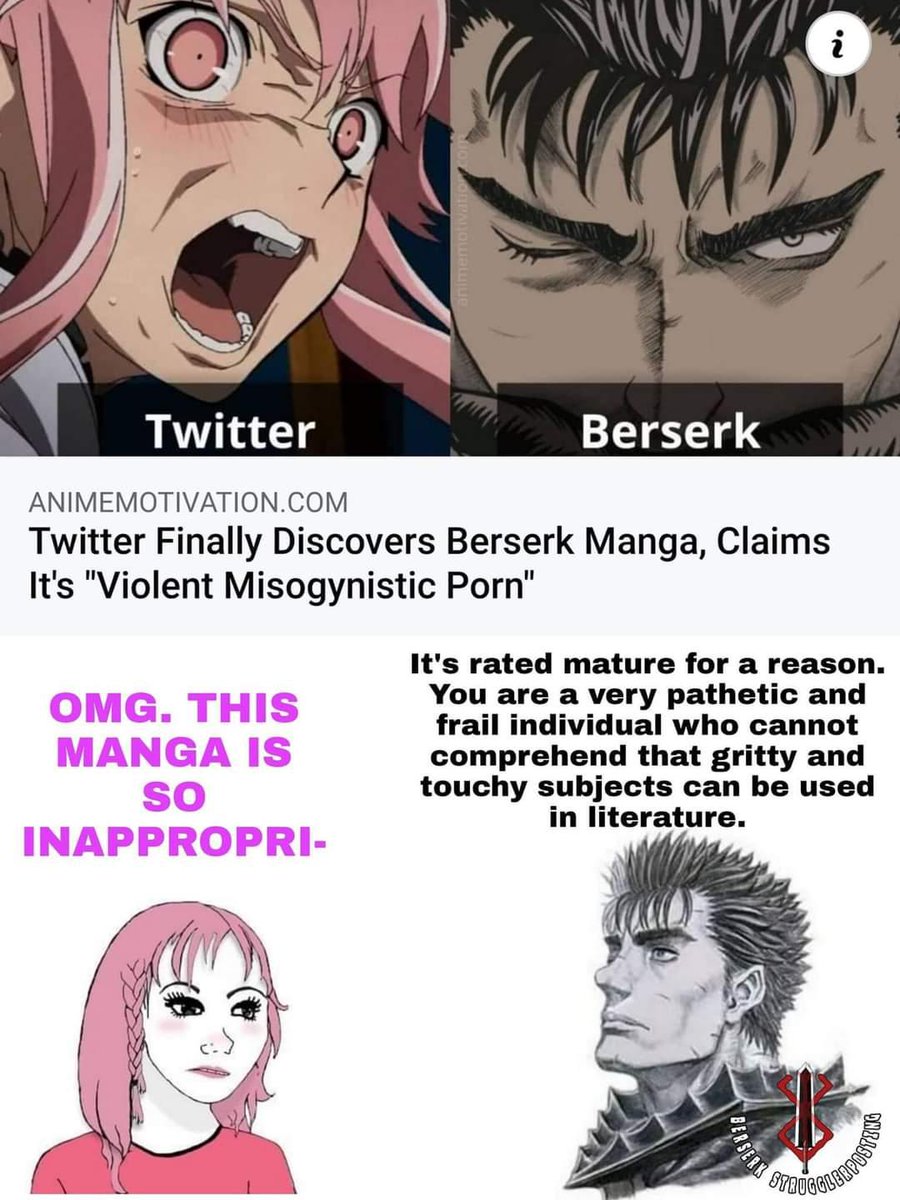 i
animemotivation.com
Twitter
Berserk
ANIMEMOTIVATION.COM
Twitter Finally Discovers Berserk Manga, Claims
It's "Violent Misogynistic Porn"
OMG. THIS
MANGA IS
SO
INAPPROPRI-
It's rated mature for a reason.
You are a very pathetic and
frail individual who cannot
comprehend that gritty and
touchy subjects can be used
in literature.
BERSERK STRUGGLERPOSTING